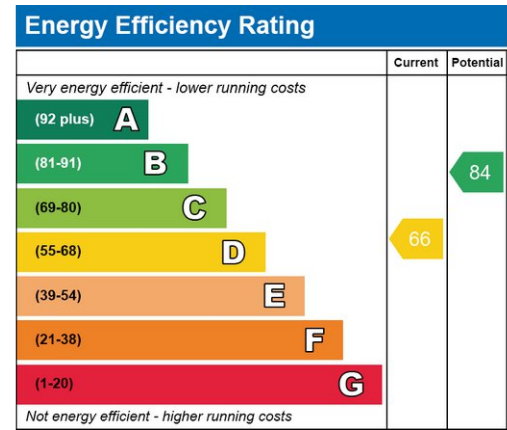 Energy Efficiency Rating
Current Potential
Very energy efficient - lower running costs
(92 plus) A
(81-91) B
84
(69-80) C
66
(55-68) D
(39-54) E
(21-38) F
(1-20) G
Not energy efficient - higher running costs